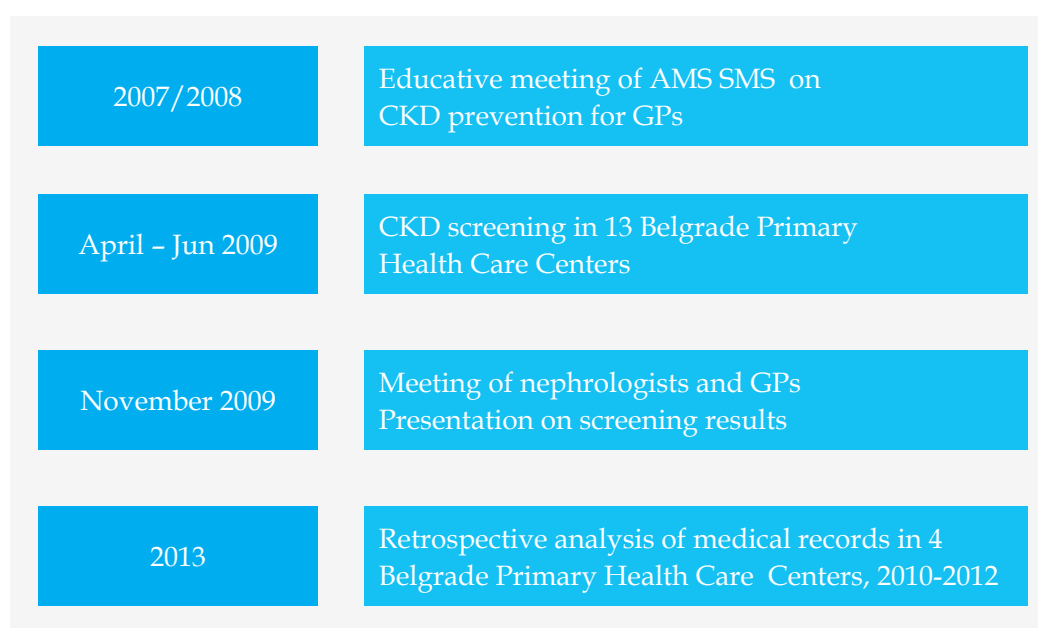 2007/2008
Educative meeting of AMS SMS on
CKD prevention for GPs
April – Jun 2009
CKD screening in 13 Belgrade Primary
Health Care Centers
November 2009
Meeting of nephrologists and GPs
Presentation on screening results
2013
Retrospective analysis of medical records in 4
Belgrade Primary Health Care Centers, 2010-2012